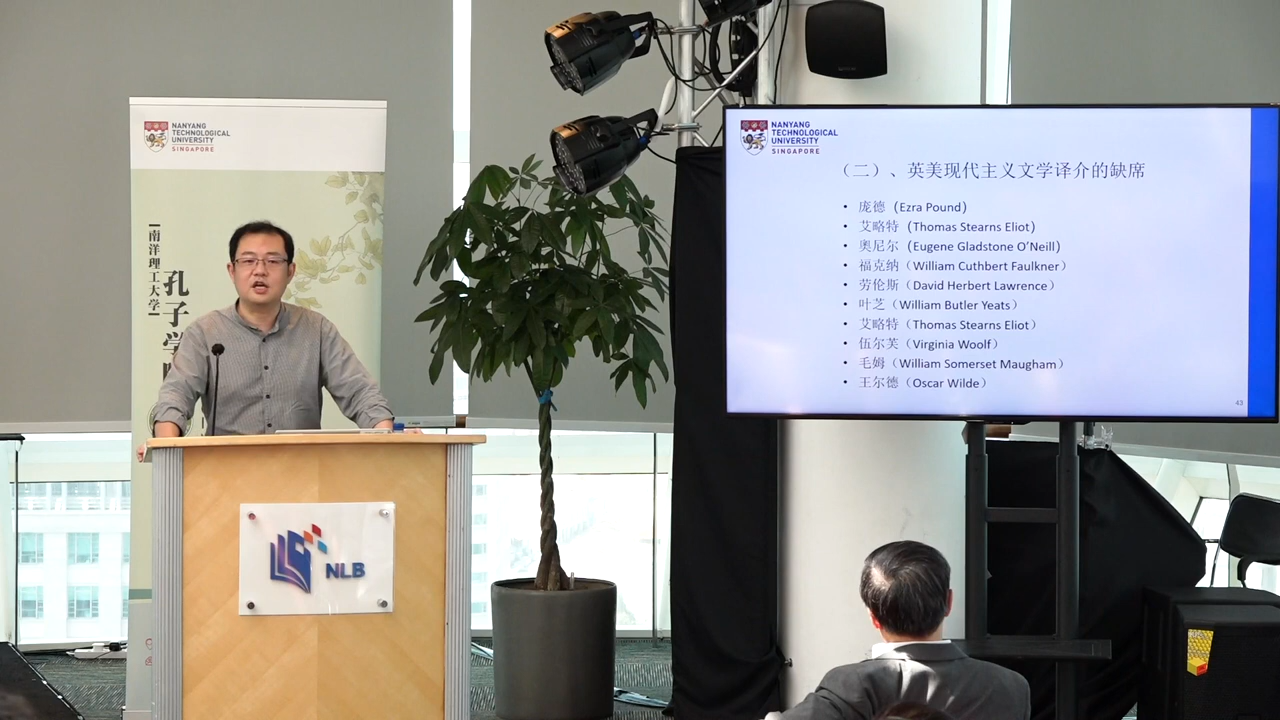 NANYANG
TECHNOLOGICAL
UNIVERSITY
SINGAPORE
南洋理工大学
孔子学
NLB
NANYANG
TECHNOLOGICAL
UNIVERSITY
SINGAPORE
（二）、英美现代主义文学译介的缺席
• 庞德（Ezra Pound）
• 艾略特（Thomas Stearns Eliot）
• 奥尼尔（Eugene Gladstone O’Neill）
• 福克纳（William Cuthbert Faulkner）
• 劳伦斯（David Herbert Lawrence）
• 叶芝（William Butler Yeats）
• 艾略特（Thomas Stearns Eliot）
• 伍尔芙（Virginia Woolf）
• 毛姆（William Somerset Maugham）
• 王尔德（Oscar Wilde）
43